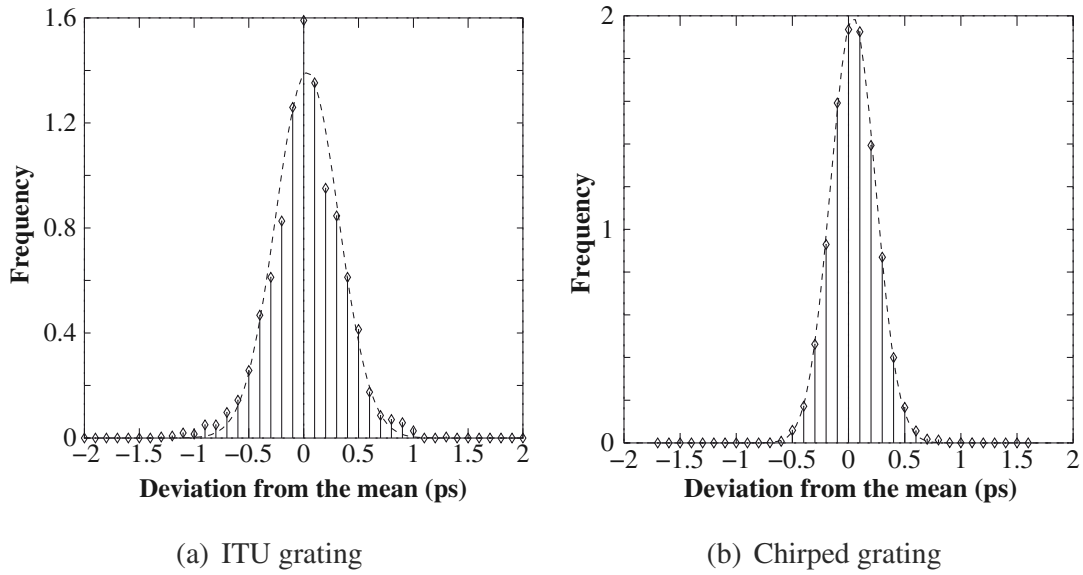 1.6
1.2
0.8
0.4
0
Frequency
−2 −1.5 −1 −0.5 0 0.5 1 1.5 2
Deviation from the mean (ps)
(a) ITU grating
2
1
0
Frequency
−2 −1.5 −1 −0.5 0 0.5 1 1.5 2
Deviation from the mean (ps)
(b) Chirped grating